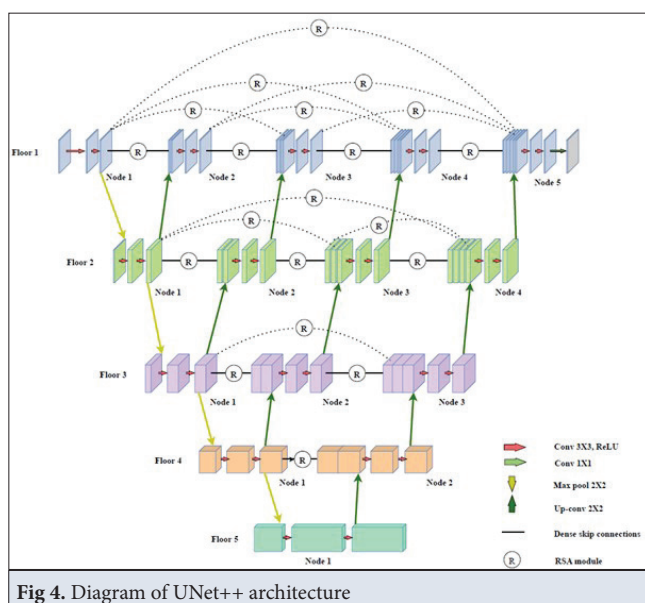 R
R R
R R R
Floor 1
R R R R
Node 1 Node 2 Node 3 Node 4 Node 5
R
R R
Floor 2
R R R
Node 1 Node 2 Node 3 Node 4
R
Floor 3
R R
Node 1 Node 2 Node 3
Floor 4
R
Node 1 Node 2
Floor 5
Node 1
Conv 3X3, ReLU
Conv 1X1
Max pool 2X2
Up-conv 2X2
Dense skip connections
R RSA module
Fig 4. Diagram of UNet++ architecture